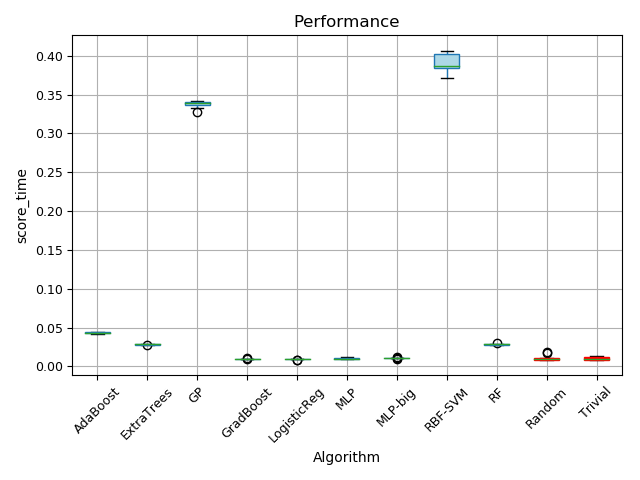 Performance
0.40
0.35
0.30
0.25
0.20
0.15
0.10
0.05
0.00
score_time
AdaBoost
ExtraTrees
GP
GradBoost
LogisticReg
MLP
MLP-big
RBF-SVM
RF
Random
Trivial
Algorithm